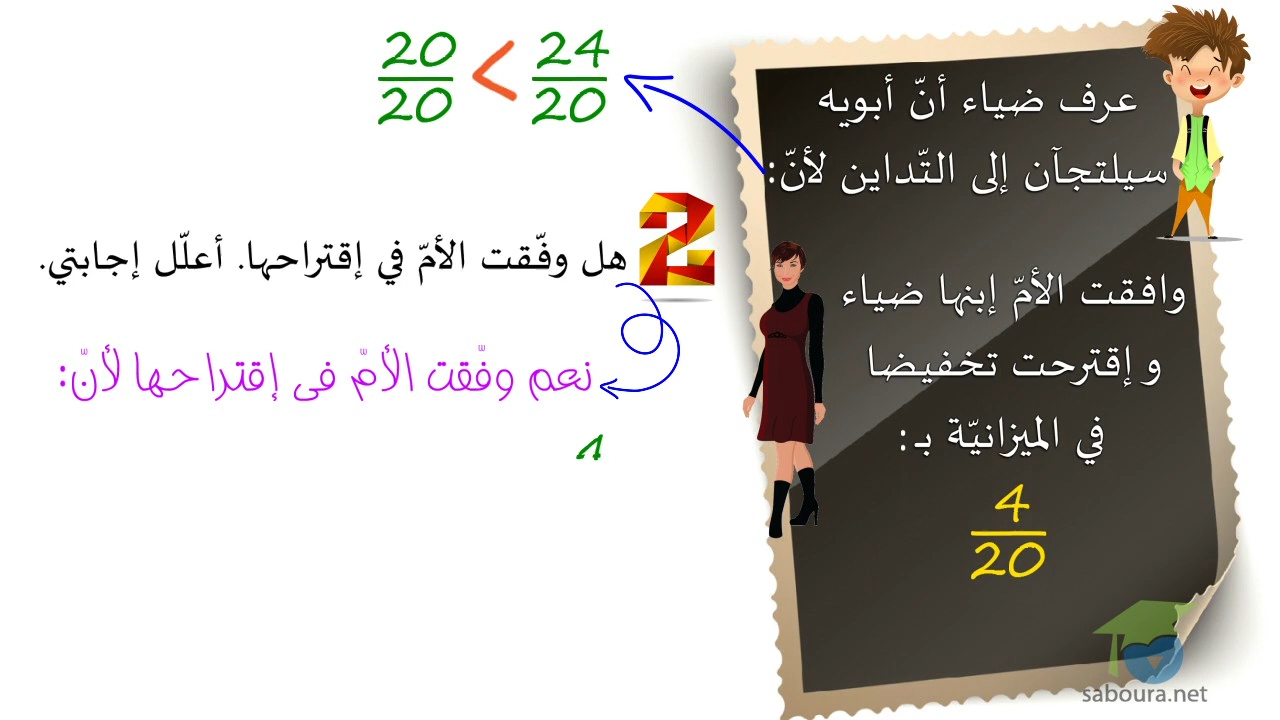 عرف ضياء أنّ أبويه
سيلتجآن إلى التّداين لأنّ:
20/20 < 24/20
وافقت الأمّ إبنها ضياء
و إقترحت تخفيضا
في الميزانيّة بـ:
4/20
2 هل وفّقت الأمّ في إقتراحها. أعلّل إجابتي.
نعم وفّقت الأمّ في إقتراحها لأنّ:
saboura.net